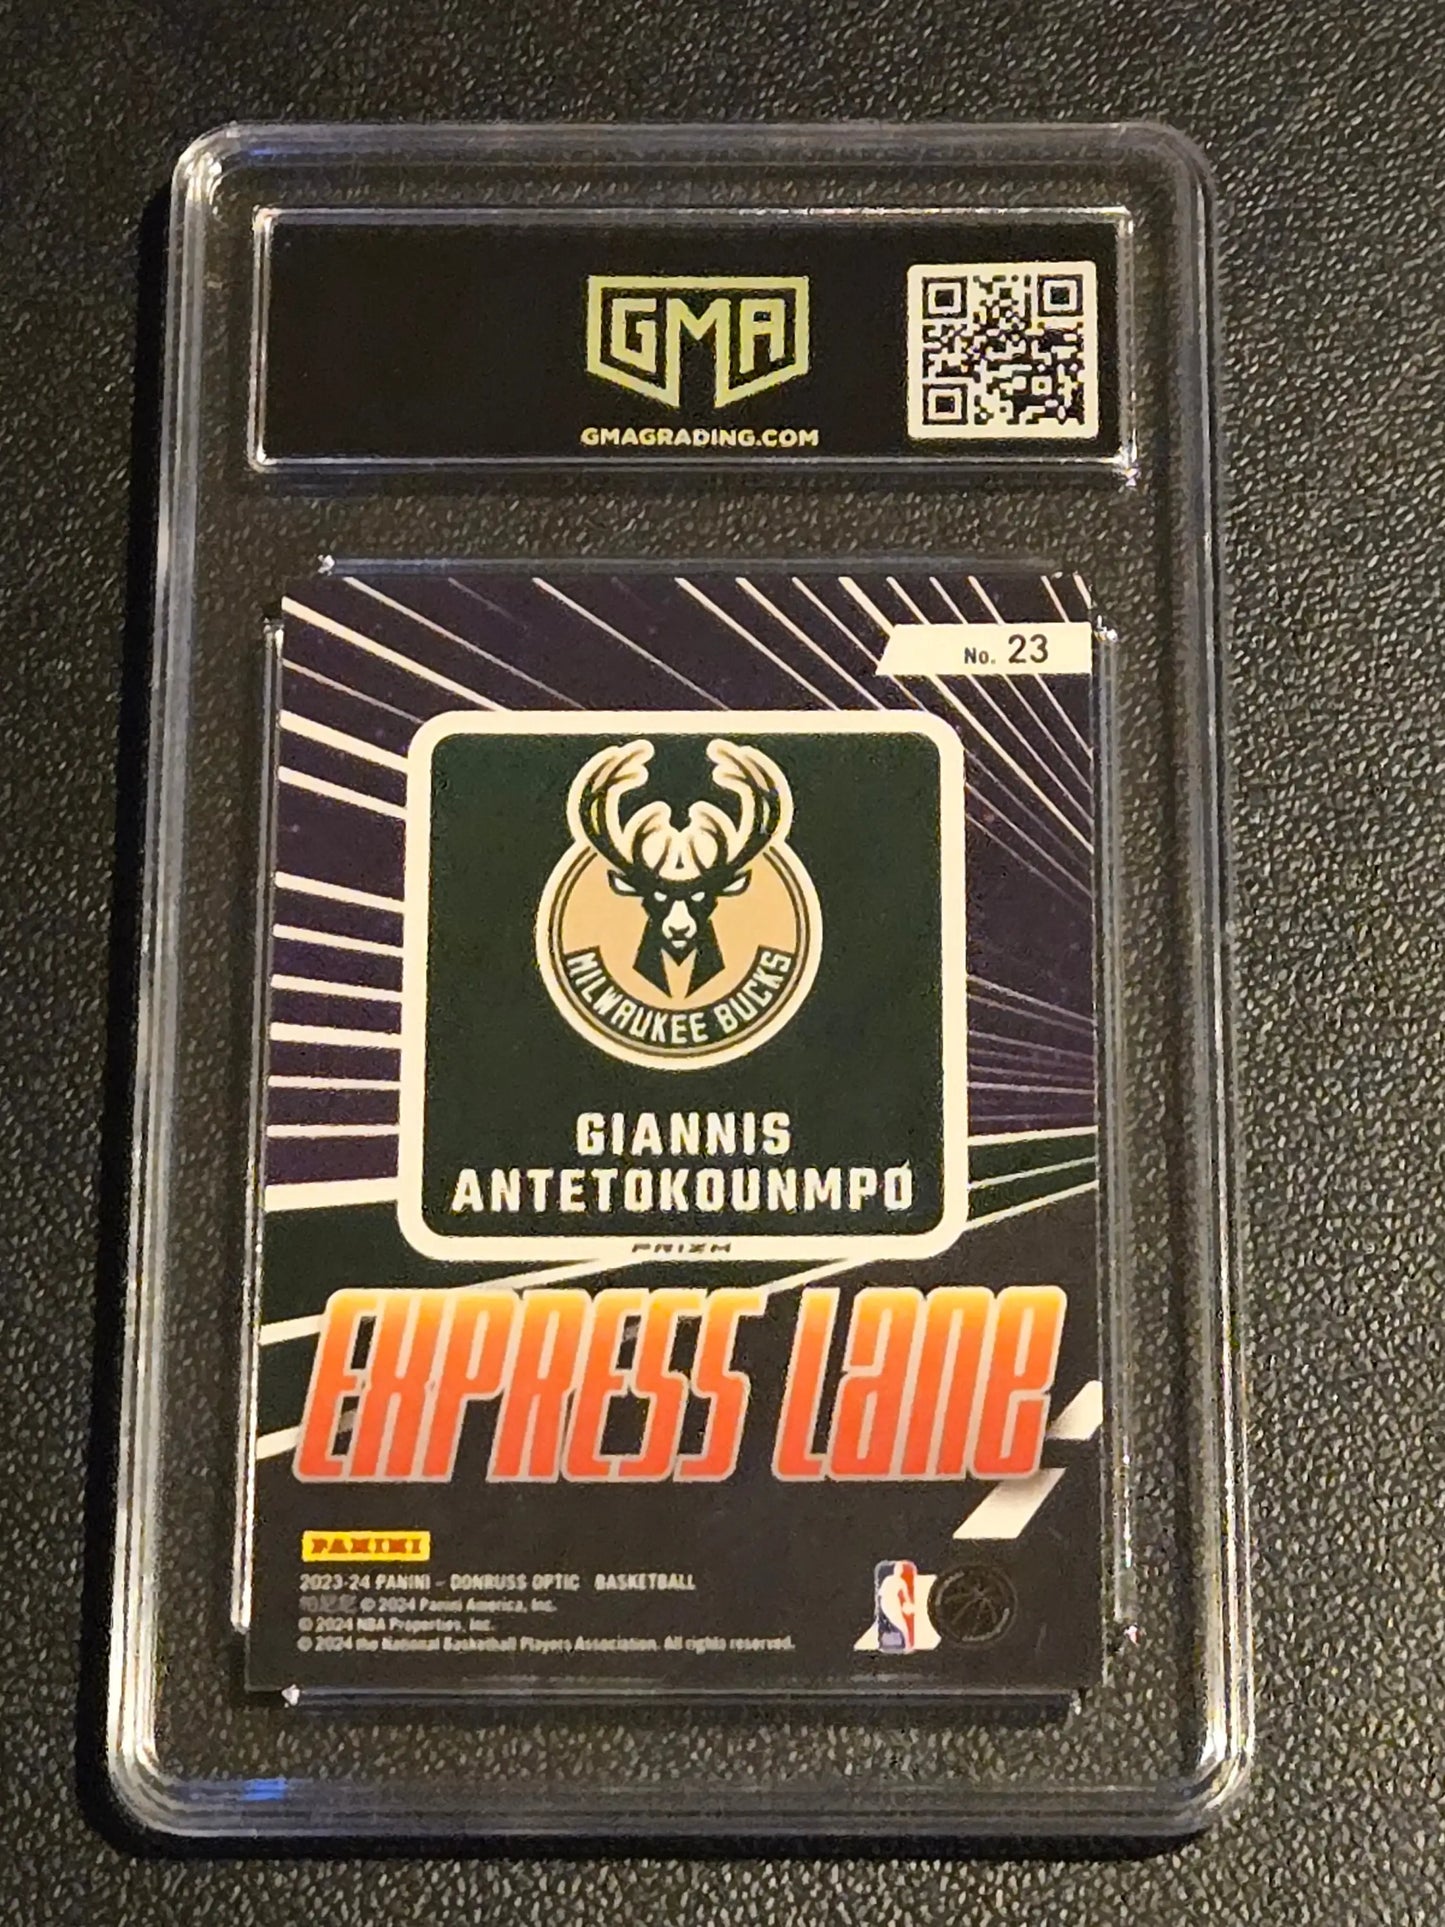 GMA
GMAGRADING.COM
No. 23
MILWAUKEE BUCKS
GIANNIS
ANTETOKOUNMPO
PRIZM
EXPRESS LANE
PANINI
2023-24 PANINI - DONRUSS OPTIC BASKETBALL
© 2024 Panini America, Inc.
© 2024 NBA Properties, Inc.
© 2024 the National Basketball Players Association. All rights reserved.